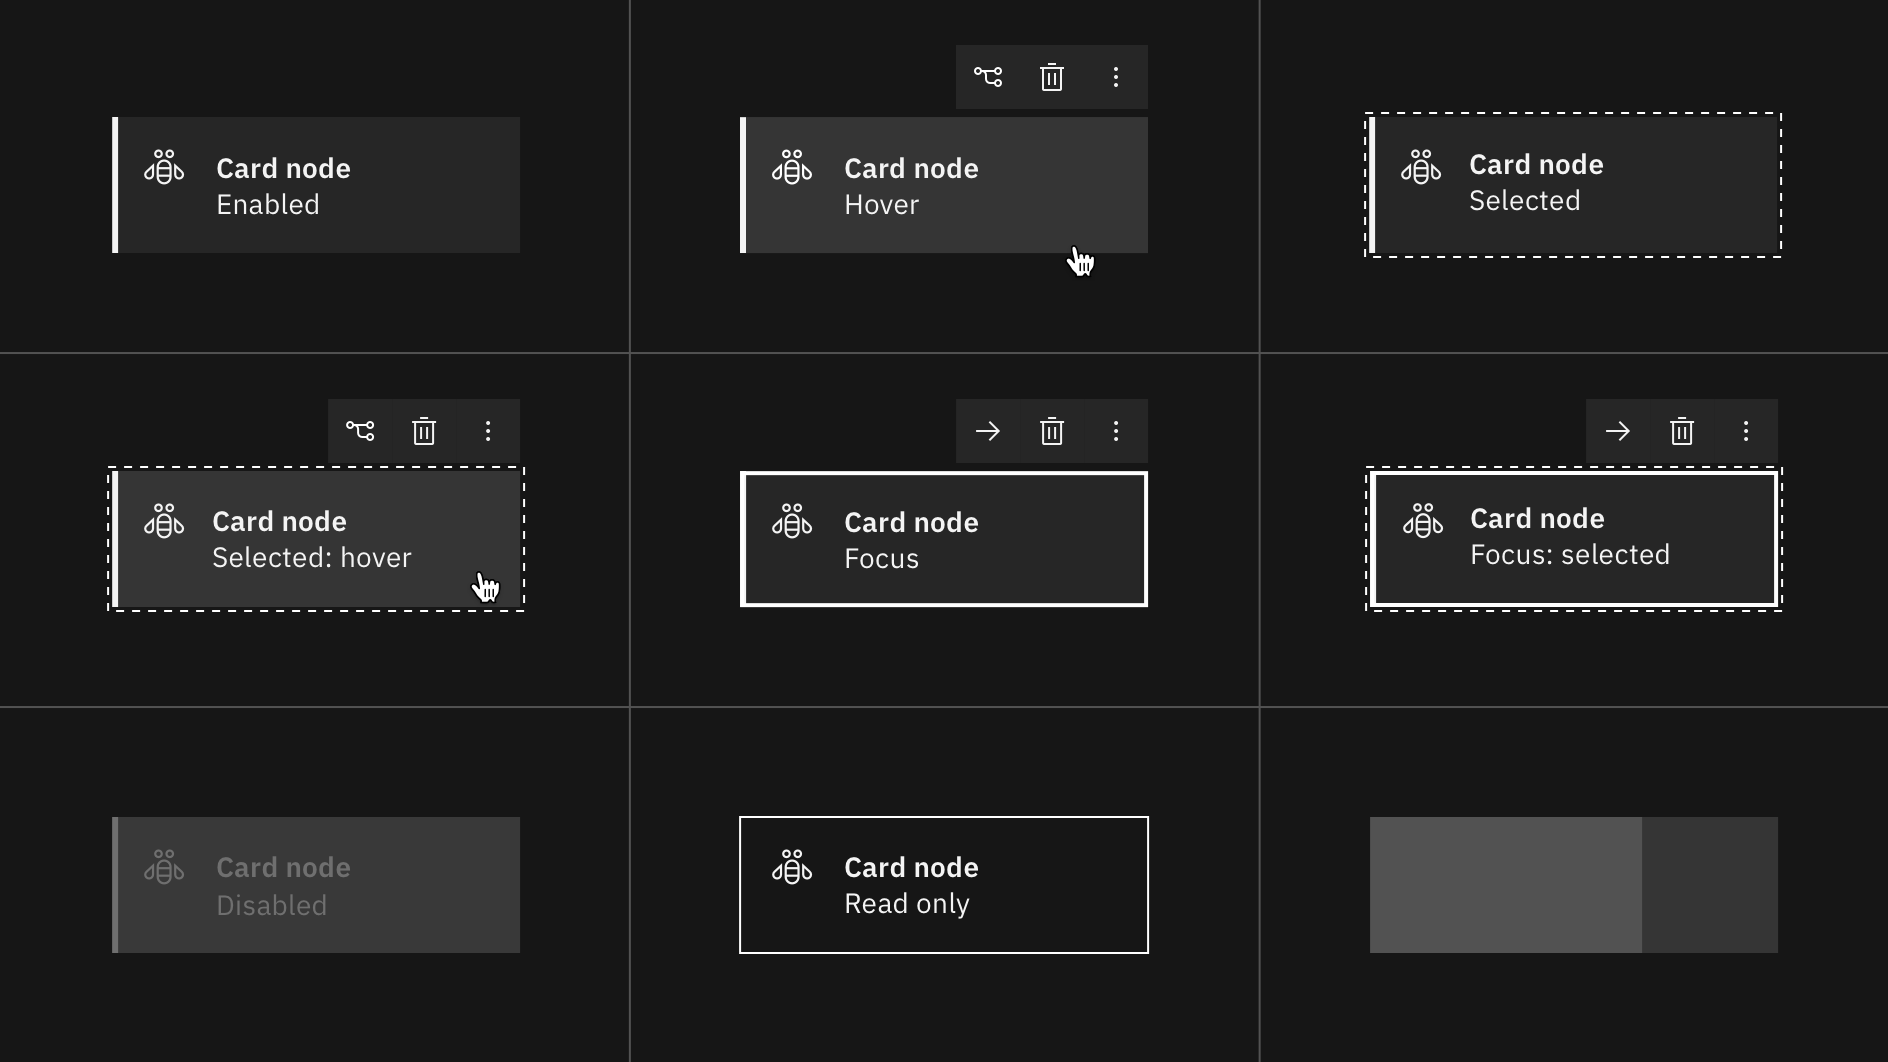 Card node
Enabled
Card node
Hover
Card node
Selected
Card node
Selected: hover
Card node
Focus
Card node
Focus: selected
Card node
Disabled
Card node
Read only